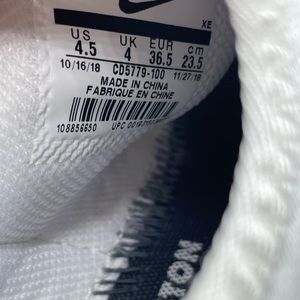 XE
US UK EUR cm
4.5 4 36.5 23.5
10/16/18 CD5779-100 11/27/18
MADE IN CHINA
FABRIQUE EN CHINE
108856650 UPC